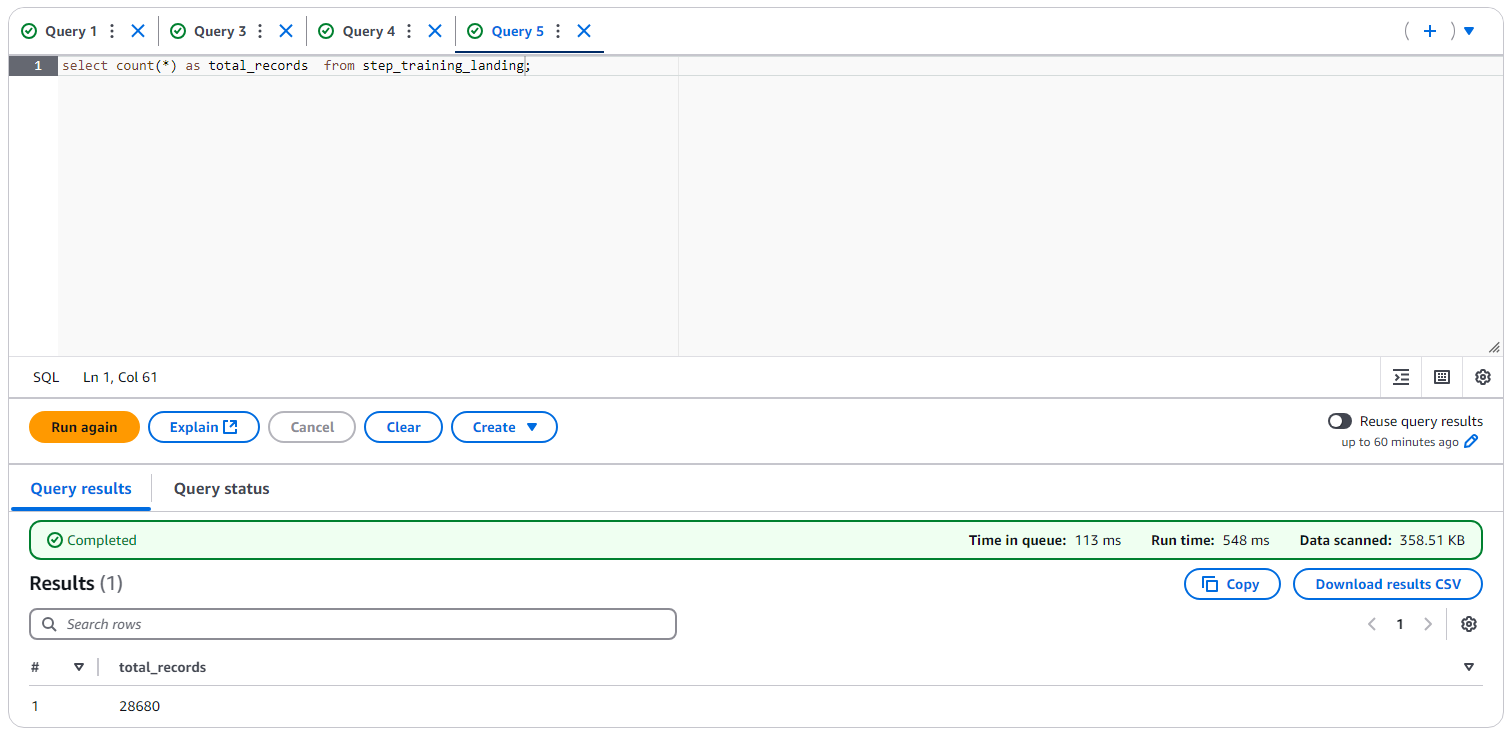 Query 1 Query 3 Query 4 Query 5 ( + )
1 select count(*) as total_records  from step_training_landing;
SQL Ln 1, Col 61
Run again Explain Cancel Clear Create Reuse query results
up to 60 minutes ago
Query results Query status
Completed Time in queue: 113 ms Run time: 548 ms Data scanned: 358.51 KB
Results (1) Copy Download results CSV
Search rows 1
# total_records
1 28680